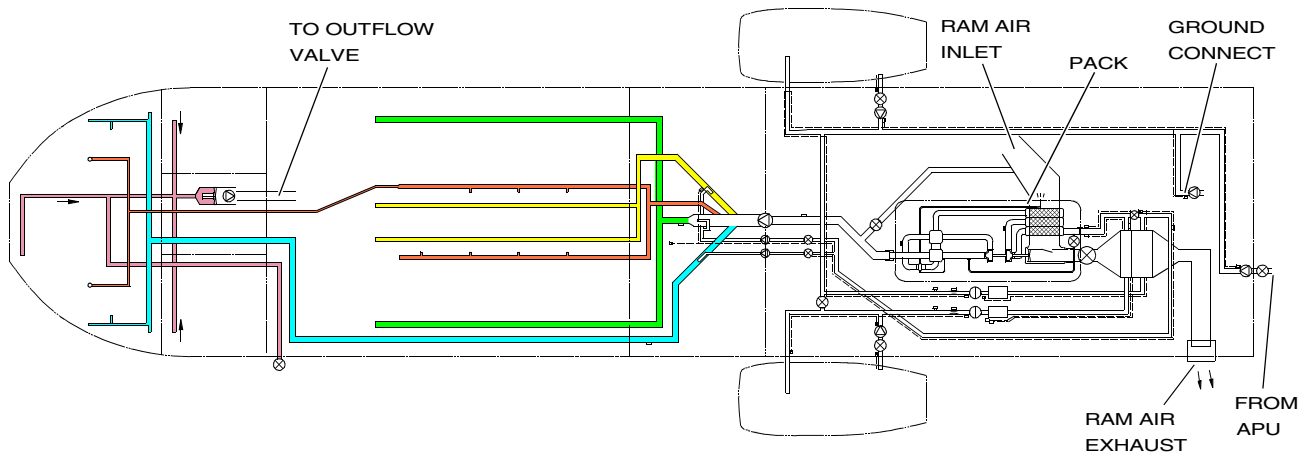 TO OUTFLOW
VALVE
RAM AIR
INLET
PACK
GROUND
CONNECT
RAM AIR
EXHAUST
FROM
APU